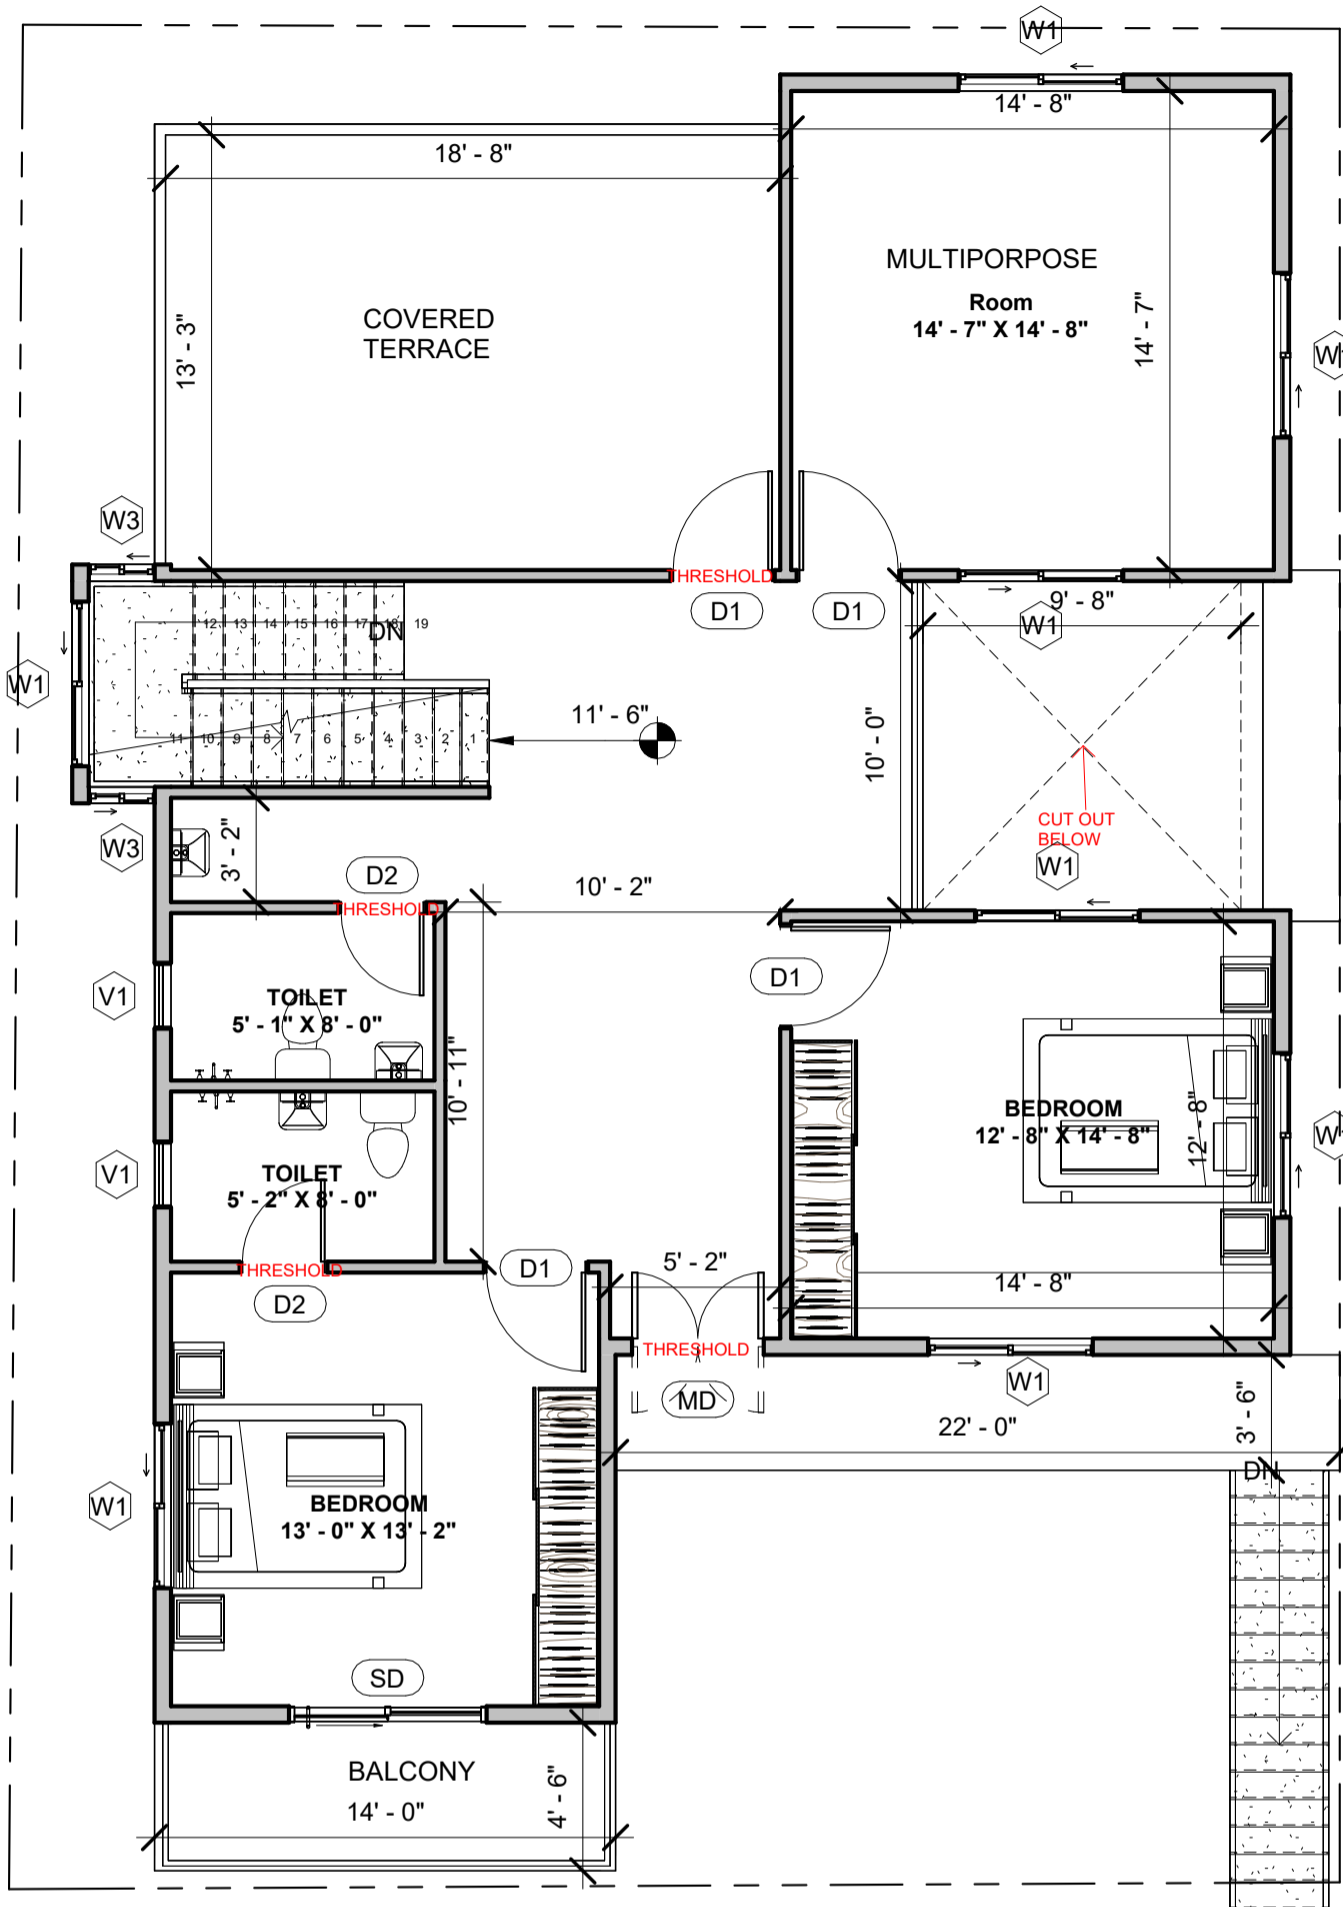 W1
14' - 8"
18' - 8"
MULTIPORPOSE
Room
14' - 7" X 14' - 8"
14' - 7"
COVERED
TERRACE
13' - 3"
W3
THRESHOLD
D1
D1
9' - 8"
W1
12 13 14 15 16 17 18 19
DN
W1
11' - 6"
11 10 9 8 7 6 5 4 3 2 1
10' - 0"
CUT OUT
BELOW
W1
W3
3' - 2"
D2
10' - 2"
THRESHOLD
D1
V1
TOILET
5' - 1" X 8' - 0"
10' - 11"
BEDROOM
12' - 8" X 14' - 8"
12' - 8"
V1
TOILET
5' - 2" X 8' - 0"
THRESHOLD
D2
D1
5' - 2"
14' - 8"
THRESHOLD
MD
W1
22' - 0"
3' - 6"
DN
W1
BEDROOM
13' - 0" X 13' - 2"
SD
BALCONY
14' - 0"
4' - 6"